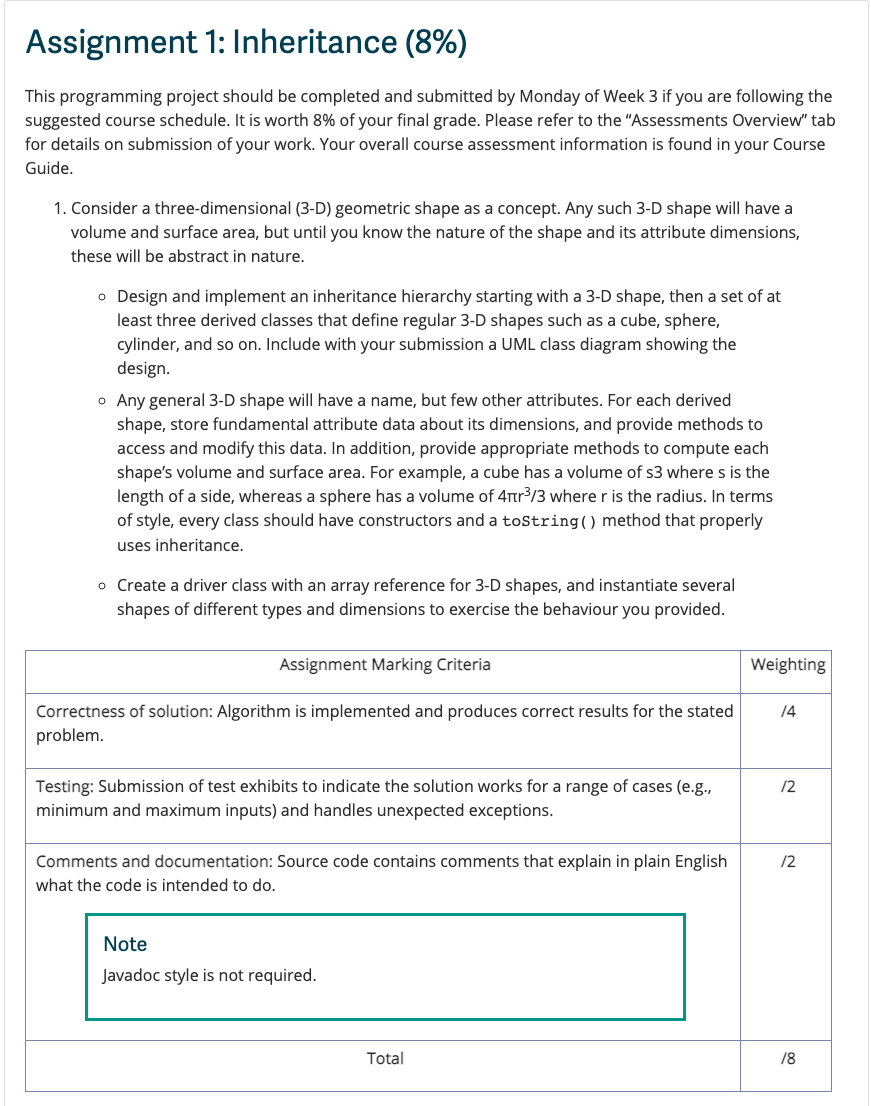 Assignment 1: Inheritance (8%)
This programming project should be completed and submitted by Monday of Week 3 if you are following the
suggested course schedule. It is worth 8% of your final grade. Please refer to the “Assessments Overview” tab
for details on submission of your work. Your overall course assessment information is found in your Course
Guide.
1. Consider a three-dimensional (3-D) geometric shape as a concept. Any such 3-D shape will have a
volume and surface area, but until you know the nature of the shape and its attribute dimensions,
these will be abstract in nature.
○ Design and implement an inheritance hierarchy starting with a 3-D shape, then a set of at
least three derived classes that define regular 3-D shapes such as a cube, sphere,
cylinder, and so on. Include with your submission a UML class diagram showing the
design.
○ Any general 3-D shape will have a name, but few other attributes. For each derived
shape, store fundamental attribute data about its dimensions, and provide methods to
access and modify this data. In addition, provide appropriate methods to compute each
shape’s volume and surface area. For example, a cube has a volume of s3 where s is the
length of a side, whereas a sphere has a volume of 4πr³/3 where r is the radius. In terms
of style, every class should have constructors and a toString() method that properly
uses inheritance.
○ Create a driver class with an array reference for 3-D shapes, and instantiate several
shapes of different types and dimensions to exercise the behaviour you provided.
Assignment Marking Criteria
Weighting
Correctness of solution: Algorithm is implemented and produces correct results for the stated
problem.
/4
Testing: Submission of test exhibits to indicate the solution works for a range of cases (e.g.,
minimum and maximum inputs) and handles unexpected exceptions.
/2
Comments and documentation: Source code contains comments that explain in plain English
what the code is intended to do.
/2
Note
Javadoc style is not required.
Total
/8